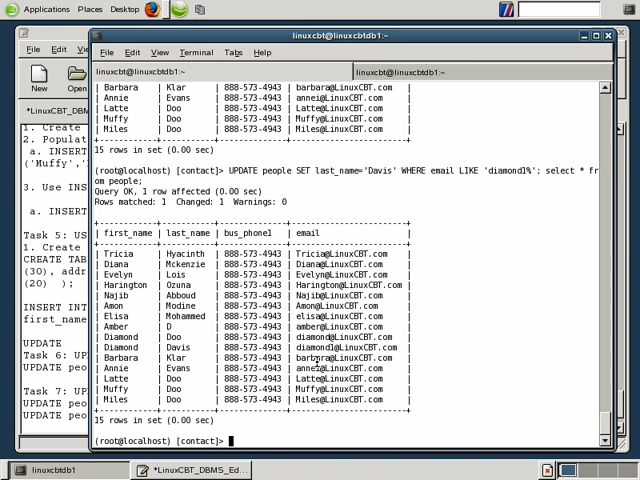 Applications Places Desktop
linuxcbt@linuxcbtdb1:~
File Edit View Terminal Tabs Help
linuxcbt@linuxcbtdb1:~ linuxcbt@linuxcbtdb1:~
| Barbara | Klar | 888-573-4943 | barbara@LinuxCBT.com |
| Annie | Evans | 888-573-4943 | annei@LinuxCBT.com |
| Latte | Doo | 888-573-4943 | Latte@LinuxCBT.com |
| Muffy | Doo | 888-573-4943 | Muffy@LinuxCBT.com |
| Miles | Doo | 888-573-4943 | Miles@LinuxCBT.com |
15 rows in set (0.00 sec)
(root@localhost) [contact]> UPDATE people SET last_name='Davis' WHERE email LIKE 'diamond1%'; select * fr
om people;
Query OK, 1 row affected (0.00 sec)
Rows matched: 1 Changed: 1 Warnings: 0
| first_name | last_name | bus_phone1 | email |
| Tricia | Hyacinth | 888-573-4943 | Tricia@LinuxCBT.com |
| Diana | Mckenzie | 888-573-4943 | Diana@LinuxCBT.com |
| Evelyn | Lois | 888-573-4943 | Evelyn@LinuxCBT.com |
| Harington | Ozuna | 888-573-4943 | Harington@LinuxCBT.com |
| Najib | Abboud | 888-573-4943 | Najib@LinuxCBT.com |
| Amon | Modine | 888-573-4943 | Amon@LinuxCBT.com |
| Elisa | Mohammed | 888-573-4943 | elisa@LinuxCBT.com |
| Amber | D | 888-573-4943 | amber@LinuxCBT.com |
| Diamond | Doo | 888-573-4943 | diamond@LinuxCBT.com |
| Diamond | Davis | 888-573-4943 | diamond1@LinuxCBT.com |
| Barbara | Klar | 888-573-4943 | barbara@LinuxCBT.com |
| Annie | Evans | 888-573-4943 | annei@LinuxCBT.com |
| Latte | Doo | 888-573-4943 | Latte@LinuxCBT.com |
| Muffy | Doo | 888-573-4943 | Muffy@LinuxCBT.com |
| Miles | Doo | 888-573-4943 | Miles@LinuxCBT.com |
15 rows in set (0.00 sec)
(root@localhost) [contact]>
File Edit
New Open
*LinuxCBT_DBM
1. Create
2. Populat
a. INSERT
('Muffy','
3. Use INS
a. INSERT
Task 5: US
1. Create
CREATE TAB
(30), addr
(20) );
INSERT INT
first_name
UPDATE
Task 6: UP
UPDATE peo
Task 7: UP
UPDATE peo
UPDATE peo
linuxcbtdb1 *LinuxCBT_DBMS_Ed...